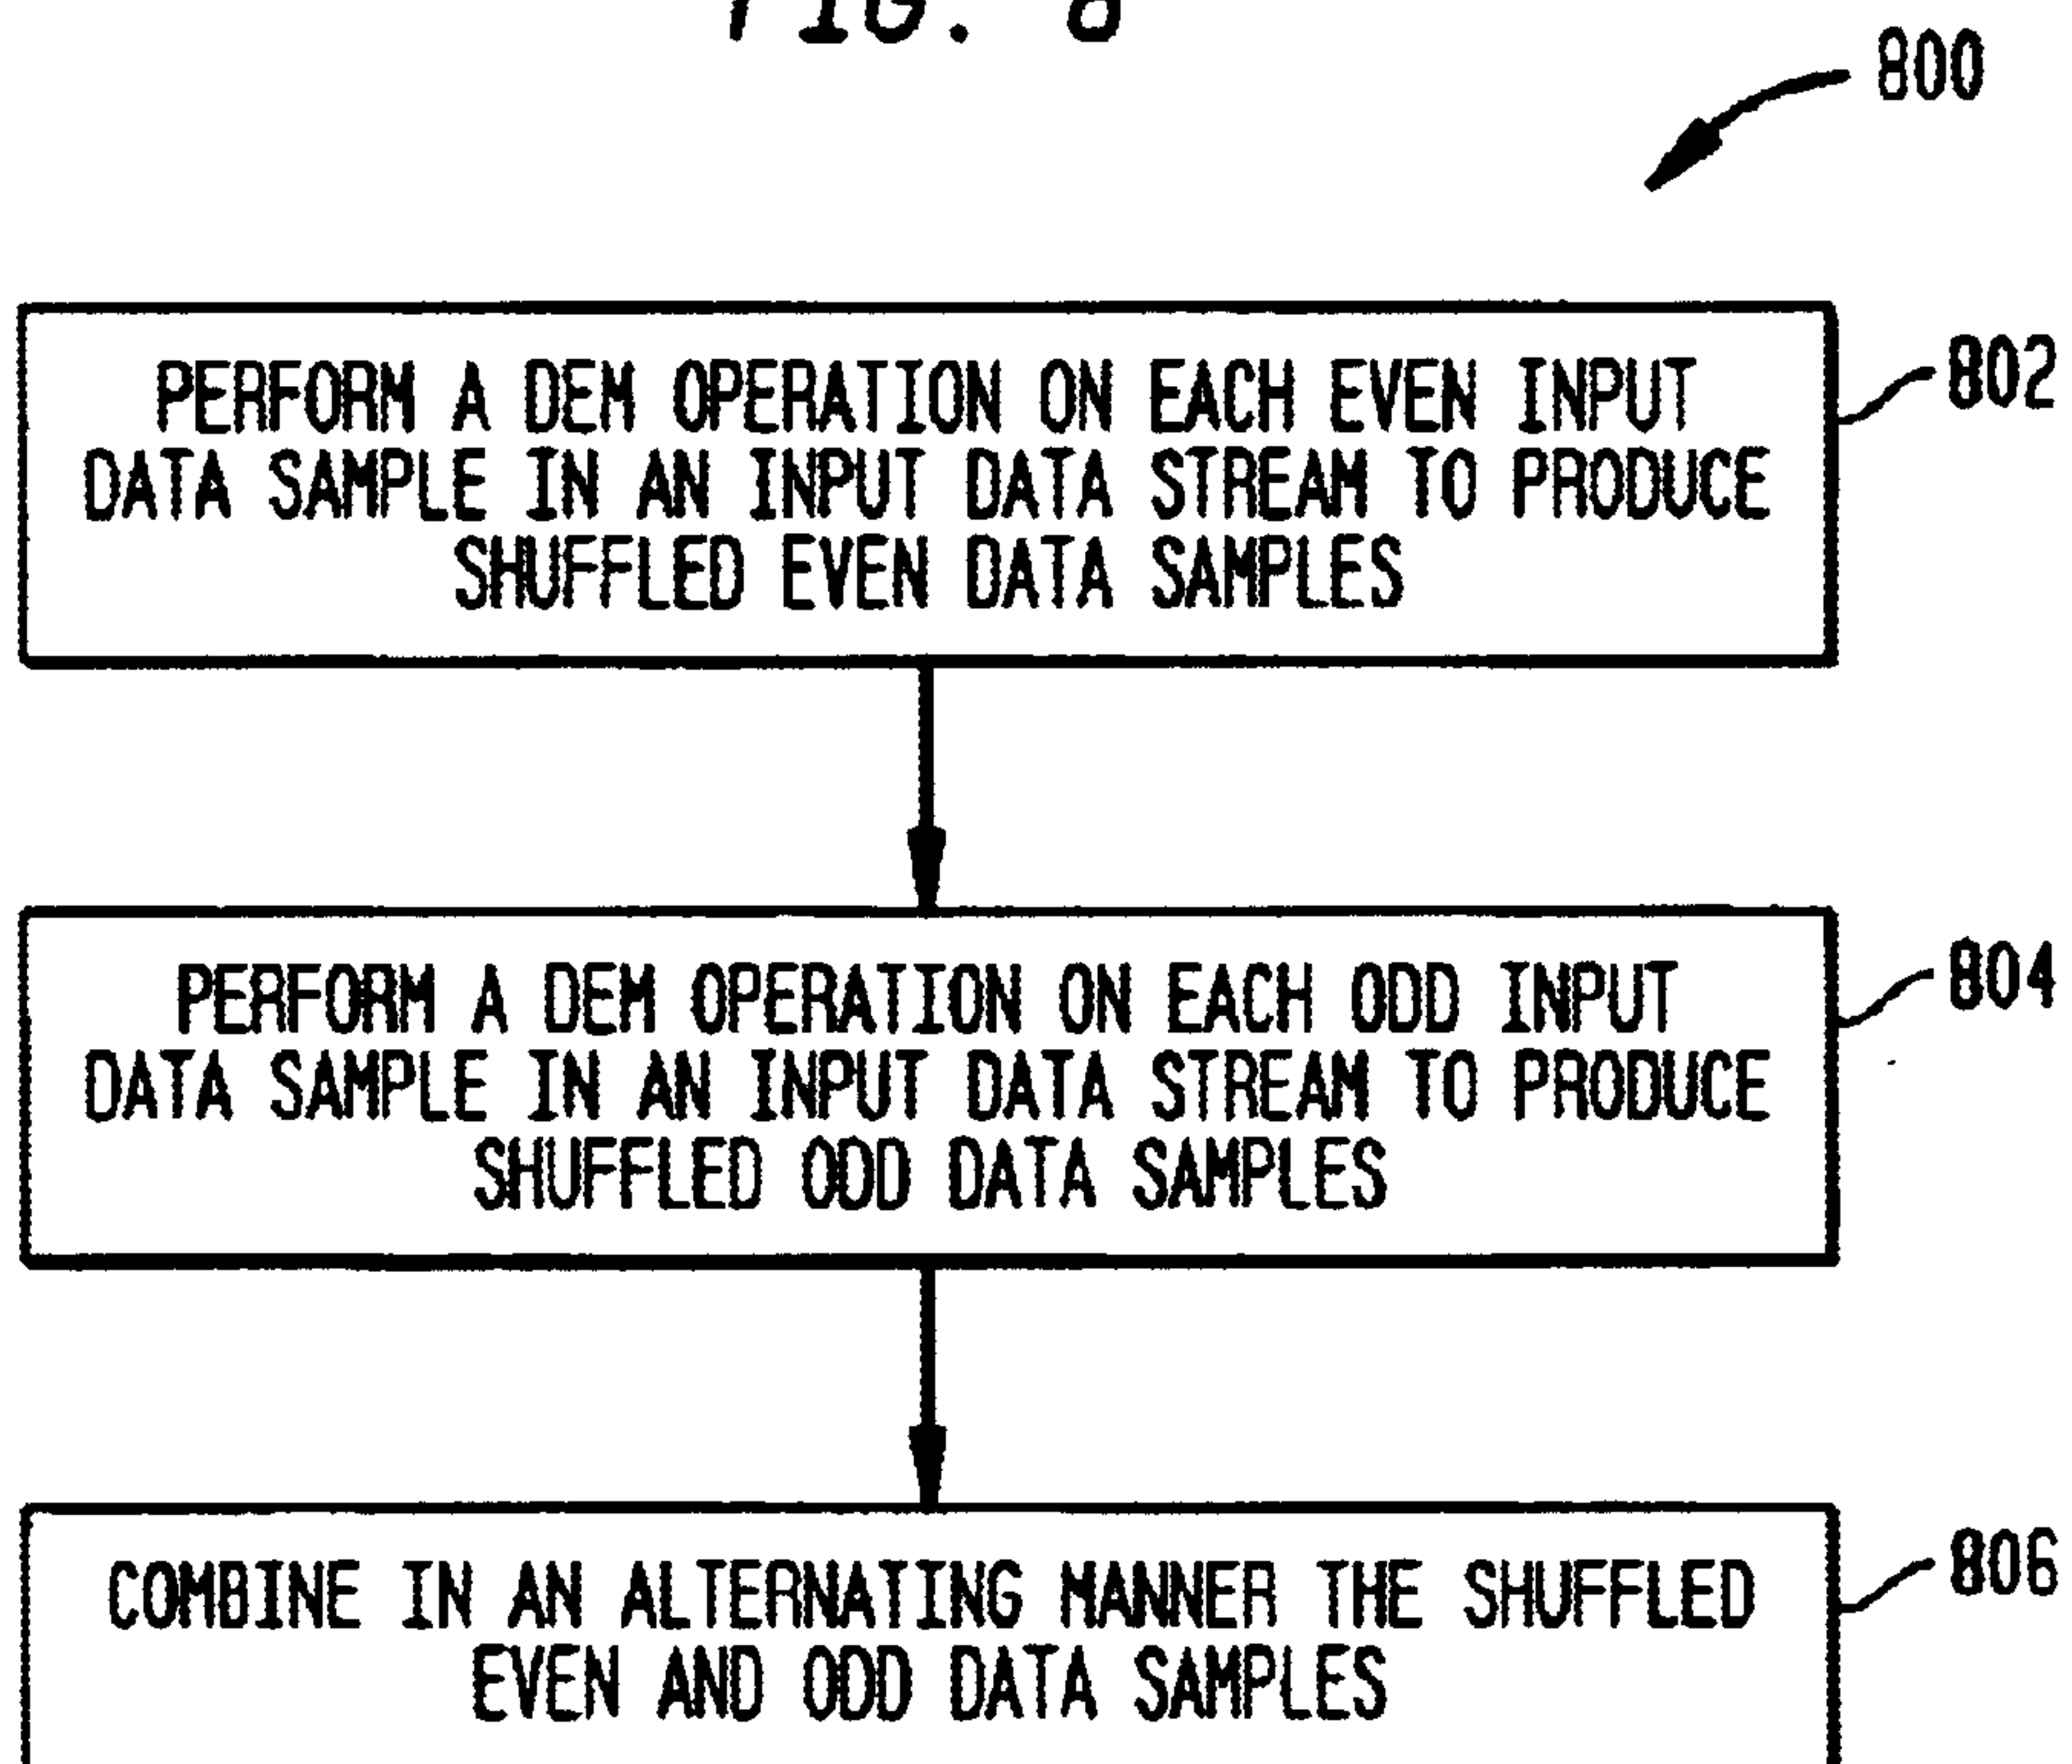 FIG. 8
800
PERFORM A DEM OPERATION ON EACH EVEN INPUT
DATA SAMPLE IN AN INPUT DATA STREAM TO PRODUCE
SHUFFLED EVEN DATA SAMPLES
802
PERFORM A DEM OPERATION ON EACH ODD INPUT
DATA SAMPLE IN AN INPUT DATA STREAM TO PRODUCE
SHUFFLED ODD DATA SAMPLES
804
COMBINE IN AN ALTERNATING MANNER THE SHUFFLED
EVEN AND ODD DATA SAMPLES
806